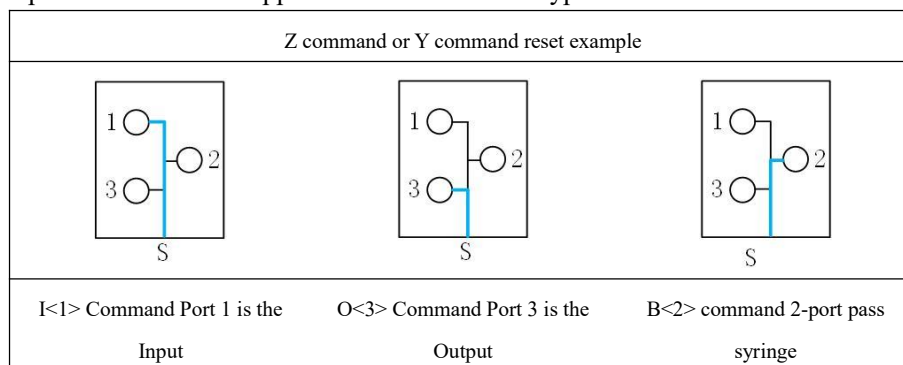 Z command or Y command reset example
1
2
3
S
1
2
3
S
1
2
3
S
I<1> Command Port 1 is the
Input
O<3> Command Port 3 is the
Output
B<2> command 2-port pass
syringe